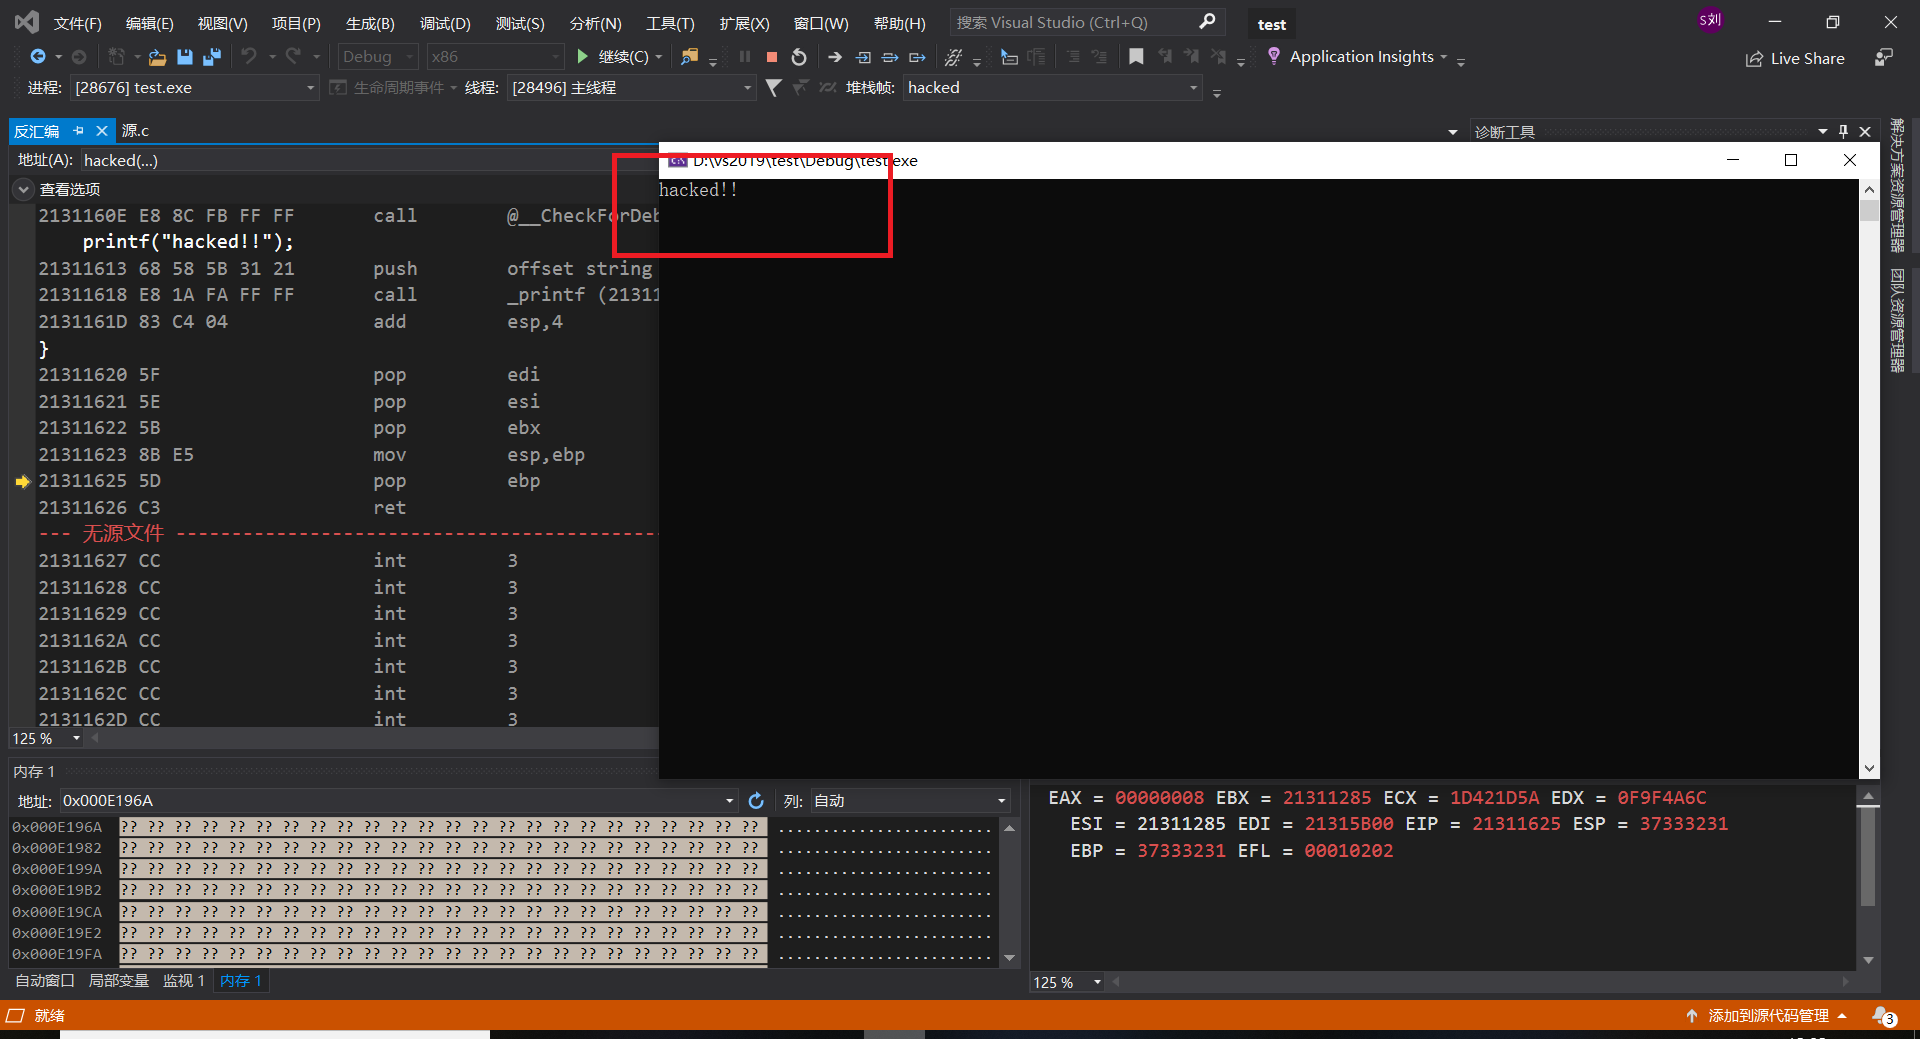 文件(F) 编辑(E) 视图(V) 项目(P) 生成(B) 调试(D) 测试(S) 分析(N) 工具(T) 扩展(X) 窗口(W) 帮助(H) 搜索 Visual Studio (Ctrl+Q) test S刘
Debug x86 继续(C) Application Insights Live Share
进程: [28676] test.exe 生命周期事件 线程: [28496] 主线程 堆栈帧: hacked
反汇编 源.c 诊断工具
地址(A): hacked(...)
查看选项
2131160E E8 8C FB FF FF call @__CheckForDeb
printf("hacked!!");
21311613 68 58 5B 31 21 push offset string
21311618 E8 1A FA FF FF call _printf (21311
2131161D 83 C4 04 add esp,4
}
21311620 5F pop edi
21311621 5E pop esi
21311622 5B pop ebx
21311623 8B E5 mov esp,ebp
21311625 5D pop ebp
21311626 C3 ret
--- 无源文件 --------------------------------------------
21311627 CC int 3
21311628 CC int 3
21311629 CC int 3
2131162A CC int 3
2131162B CC int 3
2131162C CC int 3
2131162D CC int 3
125 %
D:\vs2019\test\Debug\test.exe
hacked!!
解决方案资源管理器
团队资源管理器
内存 1
地址: 0x000E196A 列: 自动
0x000E196A ?? ?? ?? ?? ?? ?? ?? ?? ?? ?? ?? ?? ?? ?? ?? ?? ?? ?? ?? ?? ?? ?? ?? ?? ........................
0x000E1982 ?? ?? ?? ?? ?? ?? ?? ?? ?? ?? ?? ?? ?? ?? ?? ?? ?? ?? ?? ?? ?? ?? ?? ?? ........................
0x000E199A ?? ?? ?? ?? ?? ?? ?? ?? ?? ?? ?? ?? ?? ?? ?? ?? ?? ?? ?? ?? ?? ?? ?? ?? ........................
0x000E19B2 ?? ?? ?? ?? ?? ?? ?? ?? ?? ?? ?? ?? ?? ?? ?? ?? ?? ?? ?? ?? ?? ?? ?? ?? ........................
0x000E19CA ?? ?? ?? ?? ?? ?? ?? ?? ?? ?? ?? ?? ?? ?? ?? ?? ?? ?? ?? ?? ?? ?? ?? ?? ........................
0x000E19E2 ?? ?? ?? ?? ?? ?? ?? ?? ?? ?? ?? ?? ?? ?? ?? ?? ?? ?? ?? ?? ?? ?? ?? ?? ........................
0x000E19FA ?? ?? ?? ?? ?? ?? ?? ?? ?? ?? ?? ?? ?? ?? ?? ?? ?? ?? ?? ?? ?? ?? ?? ?? ........................
自动窗口 局部变量 监视 1 内存 1
EAX = 00000008 EBX = 21311285 ECX = 1D421D5A EDX = 0F9F4A6C
ESI = 21311285 EDI = 21315B00 EIP = 21311625 ESP = 37333231
EBP = 37333231 EFL = 00010202
125 %
就绪 添加到源代码管理 3